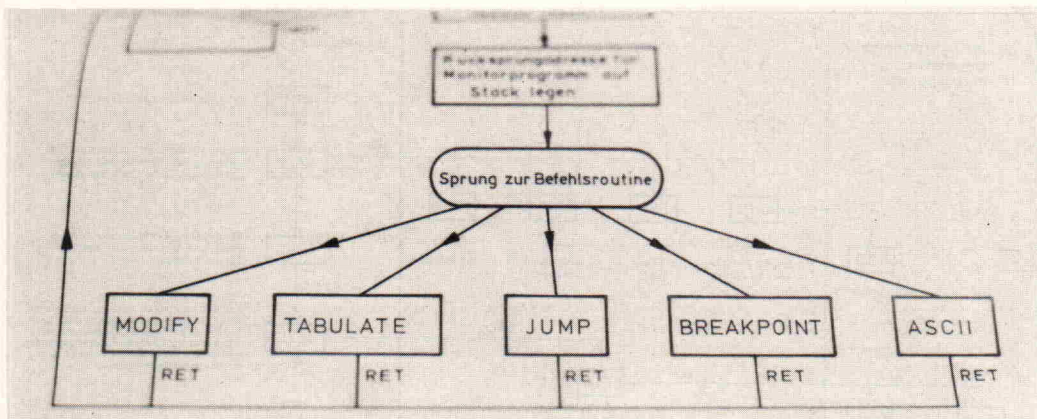 Rücksprungadresse für
Monitorprogramm auf
Stack legen
Sprung zur Befehlsroutine
MODIFY TABULATE JUMP BREAKPOINT ASCII
RET RET RET RET RET